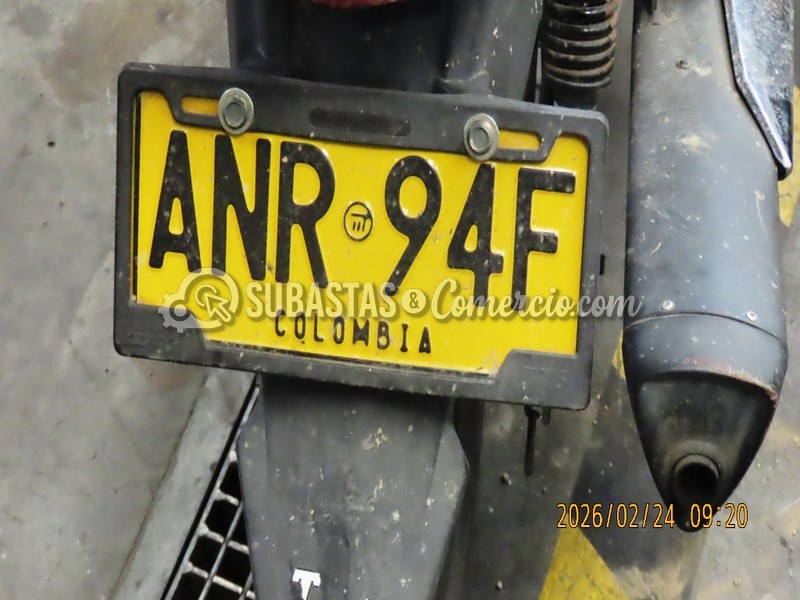 ANR 94F
SUBASTAS & Comercio.com
COLOMBIA
2026/02/24 09:20
T